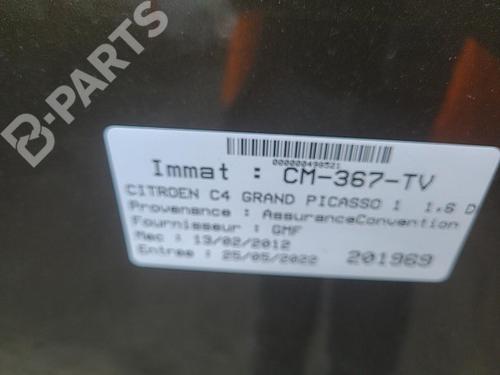 B-PARTS
000000498521
Immat : CM-367-TV
CITROEN C4 GRAND PICASSO 1 1.6 D
Provenance : AssuranceConvention
Fournisseur : GMF
Mec : 13/02/2012
Entree : 25/05/2022 201969